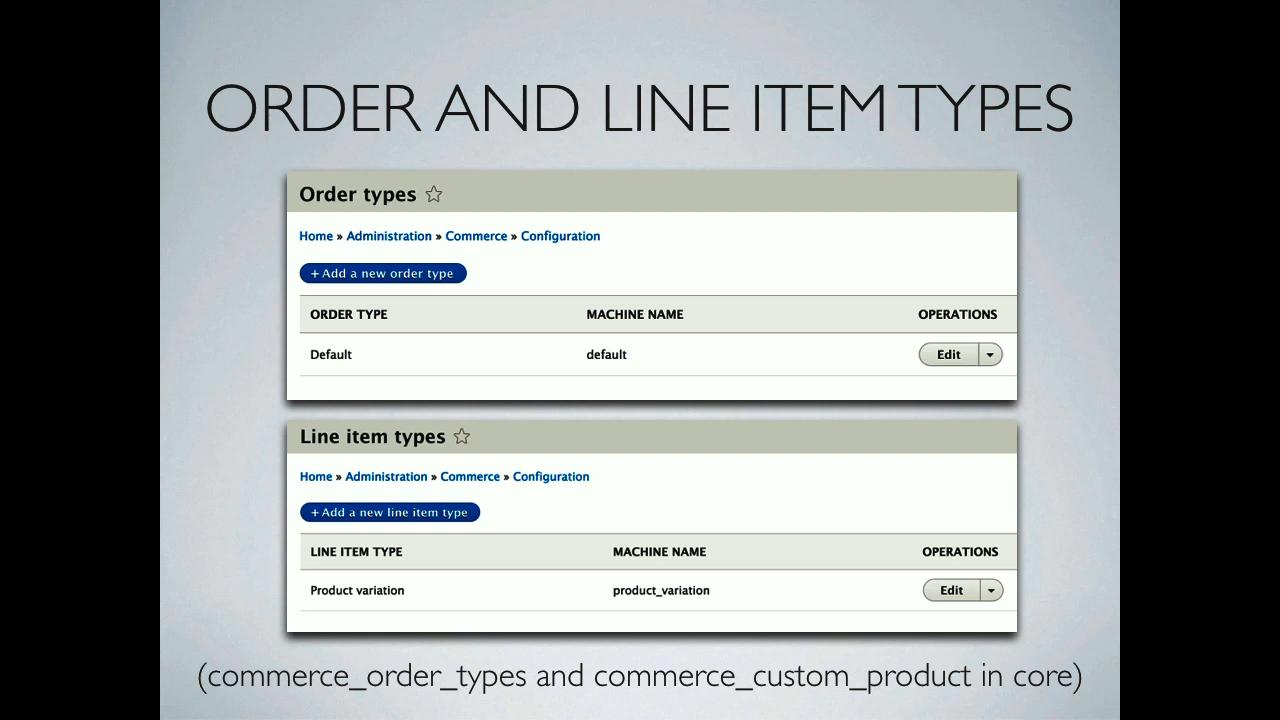 ORDER AND LINE ITEM TYPES
Order types
Home » Administration » Commerce » Configuration
+ Add a new order type
ORDER TYPE MACHINE NAME OPERATIONS
Default default Edit
Line item types
Home » Administration » Commerce » Configuration
+ Add a new line item type
LINE ITEM TYPE MACHINE NAME OPERATIONS
Product variation product_variation Edit
(commerce_order_types and commerce_custom_product in core)